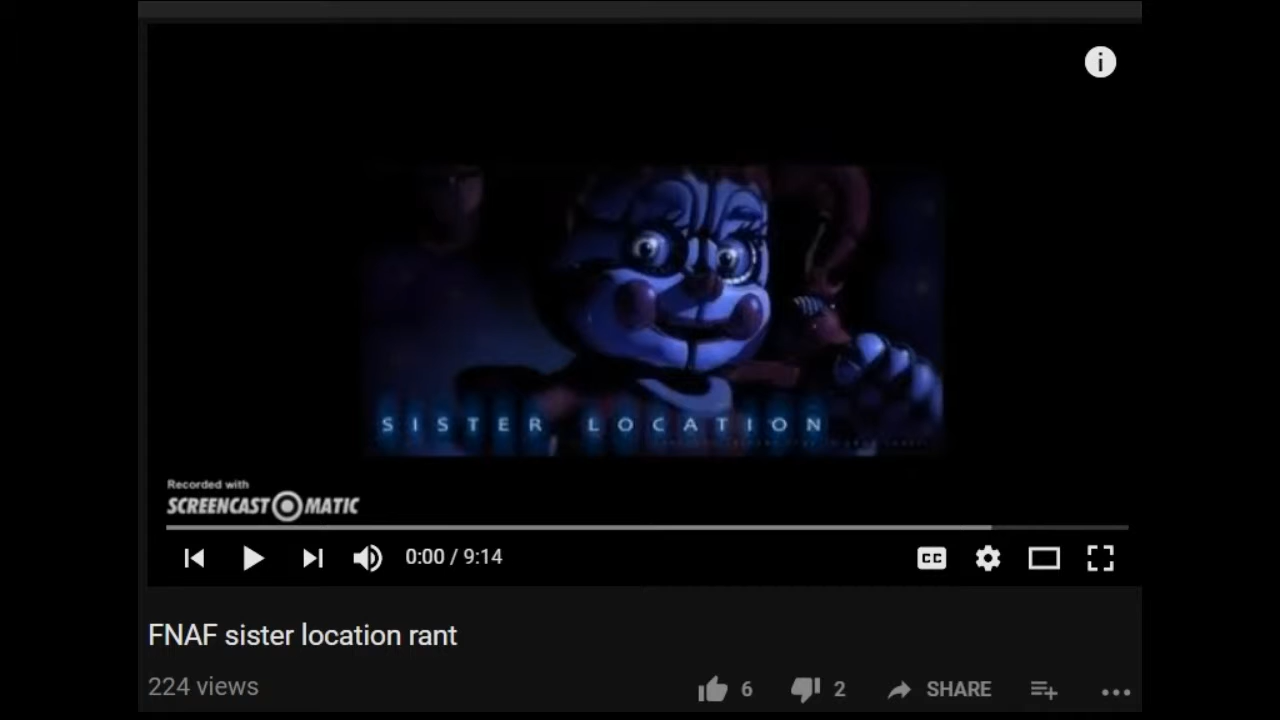 SISTER LOCATION
Recorded with
SCREENCAST MATIC
0:00 / 9:14
CC
FNAF sister location rant
224 views
6
2
SHARE